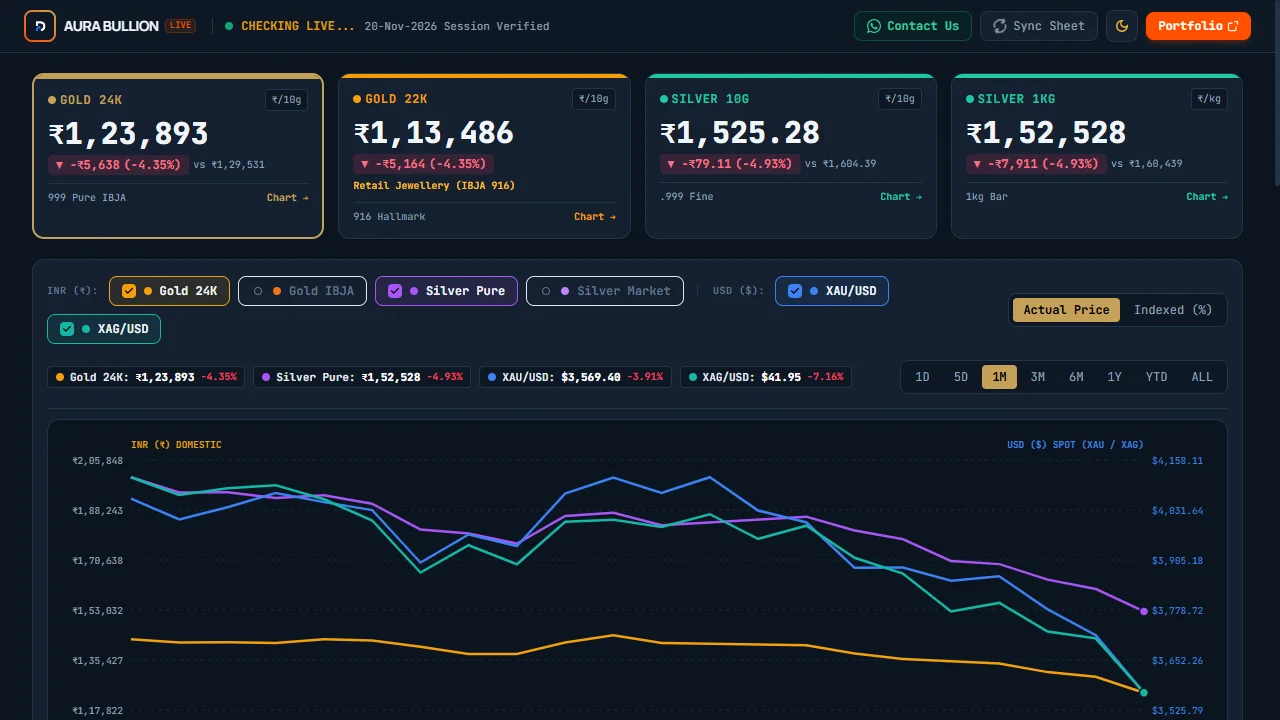 AURA BULLION LIVE CHECKING LIVE... 20-Nov-2026 Session Verified Contact Us Sync Sheet Portfolio
GOLD 24K ₹/10g
₹1,23,893
▼ -₹5,638 (-4.35%) vs ₹1,29,531
999 Pure IBJA Chart →
GOLD 22K ₹/10g
₹1,13,486
▼ -₹5,164 (-4.35%)
Retail Jewellery (IBJA 916)
916 Hallmark Chart →
SILVER 10G ₹/10g
₹1,525.28
▼ -₹79.11 (-4.93%) vs ₹1,604.39
.999 Fine Chart →
SILVER 1KG ₹/kg
₹1,52,528
▼ -₹7,911 (-4.93%) vs ₹1,60,439
1kg Bar Chart →
INR (₹): Gold 24K Gold IBJA Silver Pure Silver Market USD ($): XAU/USD
XAG/USD
Actual Price Indexed (%)
Gold 24K: ₹1,23,893 -4.35% Silver Pure: ₹1,52,528 -4.93% XAU/USD: $3,569.40 -3.91% XAG/USD: $41.95 -7.16%
1D 5D 1M 3M 6M 1Y YTD ALL
INR (₹) DOMESTIC USD ($) SPOT (XAU / XAG)
₹2,05,848 $4,158.11
₹1,88,243 $4,031.64
₹1,70,638 $3,905.18
₹1,53,032 $3,778.72
₹1,35,427 $3,652.26
₹1,17,822 $3,525.79